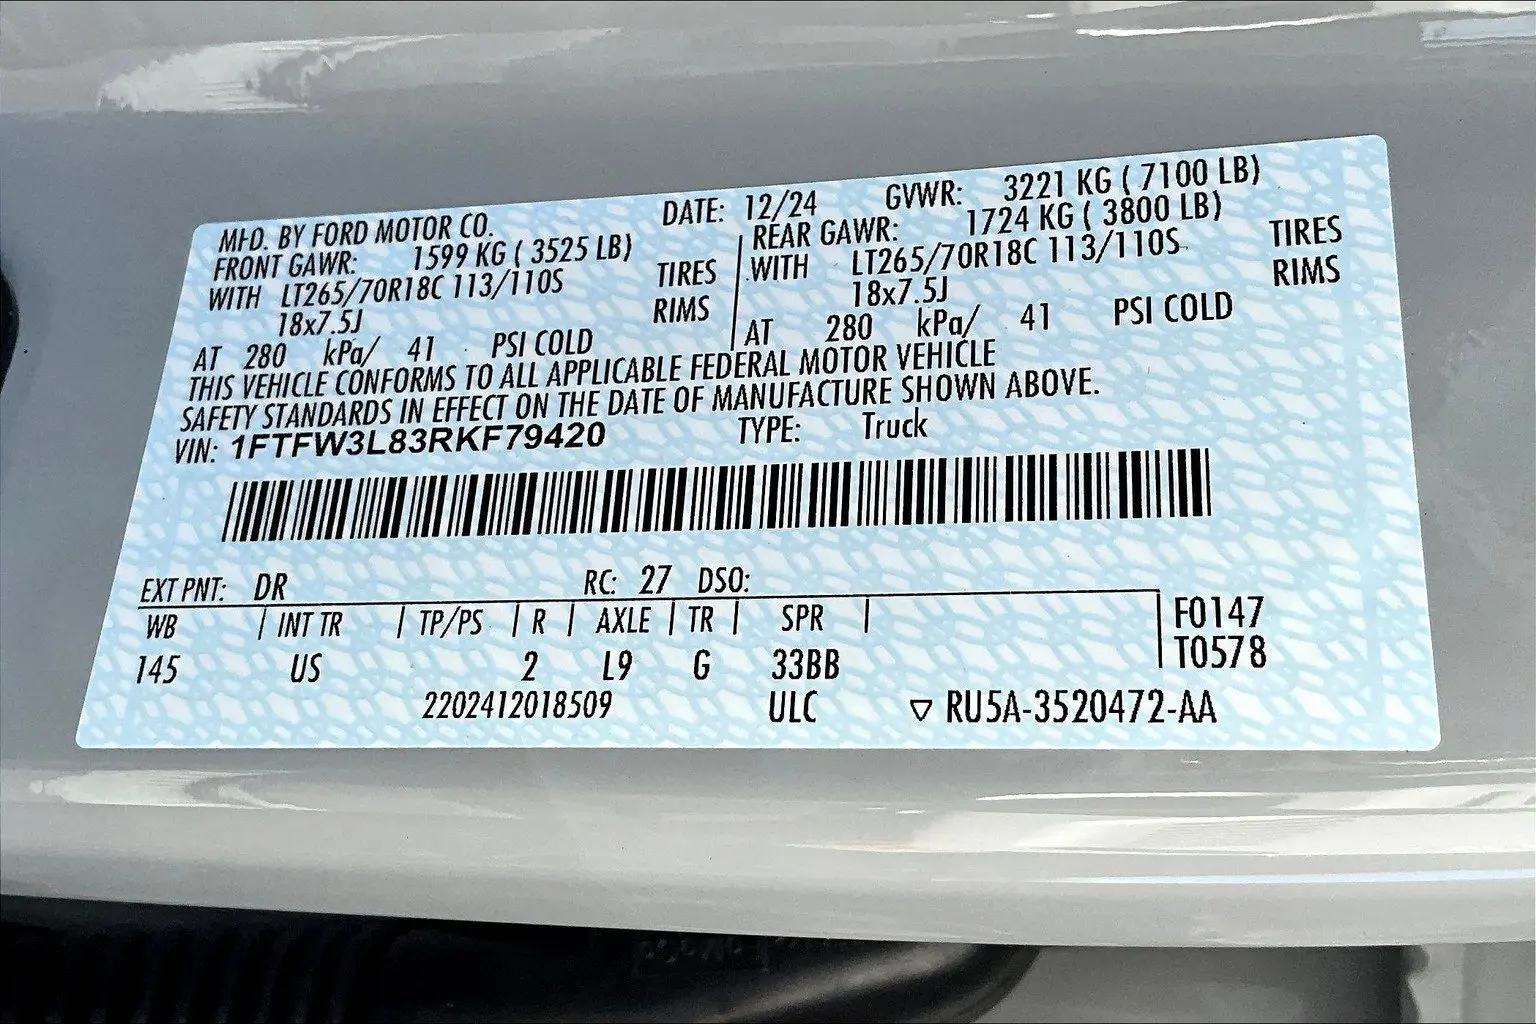 MFD. BY FORD MOTOR CO. DATE: 12/24 GVWR: 3221 KG ( 7100 LB)
FRONT GAWR: 1599 KG ( 3525 LB) REAR GAWR: 1724 KG ( 3800 LB)
WITH LT265/70R18C 113/110S TIRES WITH LT265/70R18C 113/110S TIRES
18x7.5J RIMS 18x7.5J RIMS
AT 280 kPa/ 41 PSI COLD AT 280 kPa/ 41 PSI COLD
THIS VEHICLE CONFORMS TO ALL APPLICABLE FEDERAL MOTOR VEHICLE
SAFETY STANDARDS IN EFFECT ON THE DATE OF MANUFACTURE SHOWN ABOVE.
VIN: 1FTFW3L83RKF79420 TYPE: Truck
EXT PNT: DR RC: 27 DSO:
WB | INT TR | TP/PS | R | AXLE | TR | SPR | F0147
145 US 2 L9 G 33BB T0578
2202412018509 ULC ▽ RU5A-3520472-AA